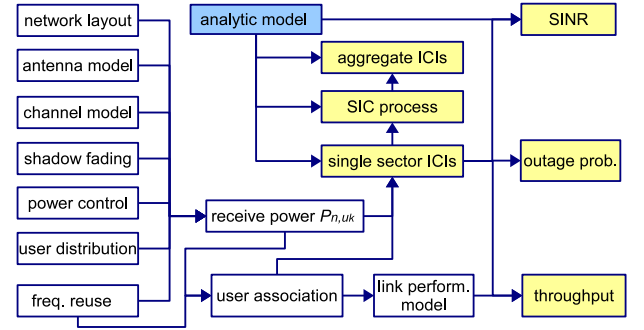 network layout
analytic model
SINR
antenna model
aggregate ICIs
channel model
SIC process
shadow fading
single sector ICIs
outage prob.
power control
receive power Pn,uk
user distribution
freq. reuse
user association
link perform.
model
throughput